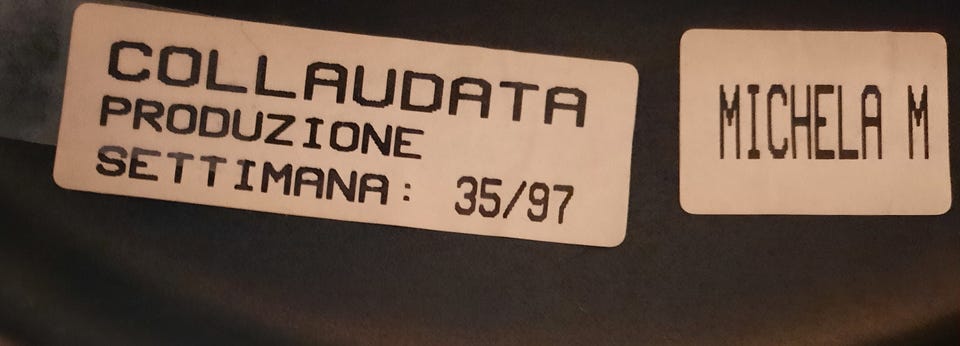 COLLAUDATA
PRODUZIONE
SETTIMANA: 35/97
MICHELA M